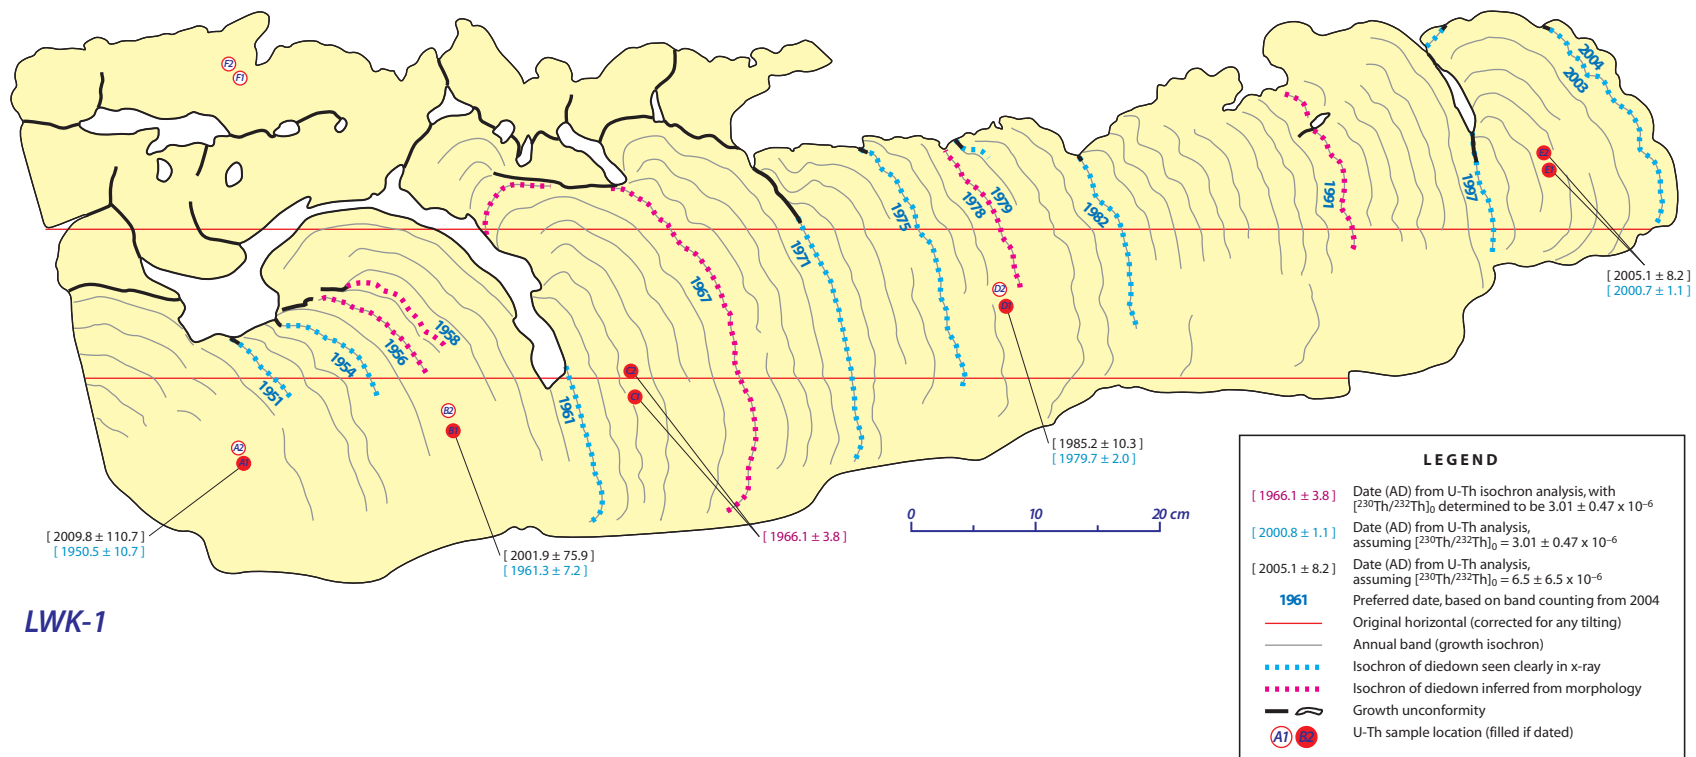 F2
F1
2004
2003
E2
E1
1991
1997
1979
1978
1975
1982
1971
1967
D2
D1
[ 2005.1 ± 8.2 ]
[ 2000.7 ± 1.1 ]
1958
1956
1954
1951
C2
C1
1961
B2
B1
A2
A1
[ 1985.2 ± 10.3 ]
[ 1979.7 ± 2.0 ]
[ 2009.8 ± 110.7 ]
[ 1950.5 ± 10.7 ]
[ 2001.9 ± 75.9 ]
[ 1961.3 ± 7.2 ]
[ 1966.1 ± 3.8 ]
0 10 20 cm
LWK-1
LEGEND
[ 1966.1 ± 3.8 ] Date (AD) from U-Th isochron analysis, with
[²³⁰Th/²³²Th]₀ determined to be 3.01 ± 0.47 x 10⁻⁶
[ 2000.8 ± 1.1 ] Date (AD) from U-Th analysis,
assuming [²³⁰Th/²³²Th]₀ = 3.01 ± 0.47 x 10⁻⁶
[ 2005.1 ± 8.2 ] Date (AD) from U-Th analysis,
assuming [²³⁰Th/²³²Th]₀ = 6.5 ± 6.5 x 10⁻⁶
1961 Preferred date, based on band counting from 2004
Original horizontal (corrected for any tilting)
Annual band (growth isochron)
Isochron of diedown seen clearly in x-ray
Isochron of diedown inferred from morphology
Growth unconformity
A1 B2 U-Th sample location (filled if dated)